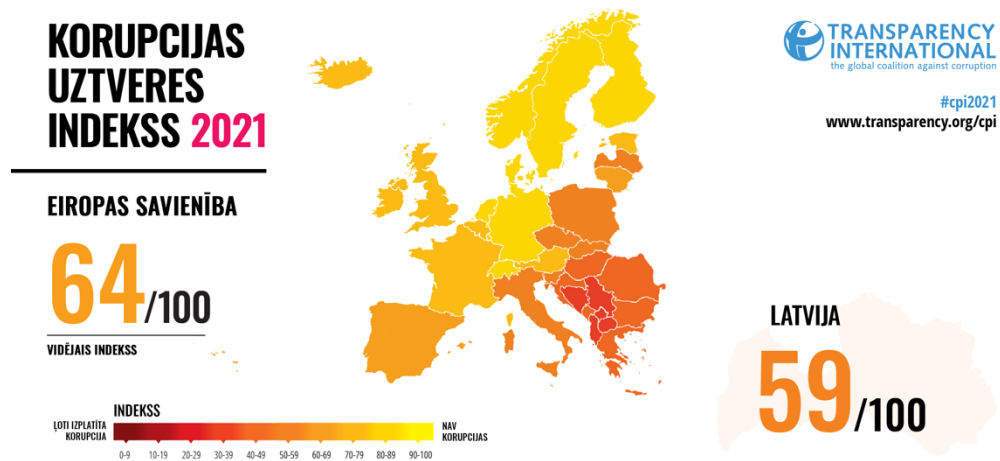 KORUPCIJAS
UZTVERES
INDEKSS 2021
EIROPAS SAVIENĪBA
64/100
VIDĒJAIS INDEKSS
TRANSPARENCY
INTERNATIONAL
the global coalition against corruption
#cpi2021
www.transparency.org/cpi
LATVIJA
59/100
INDEKSS
ĻOTI IZPLATĪTA
KORUPCIJA
NAV
KORUPCIJAS
0-9 10-19 20-29 30-39 40-49 50-59 60-69 70-79 80-89 90-100